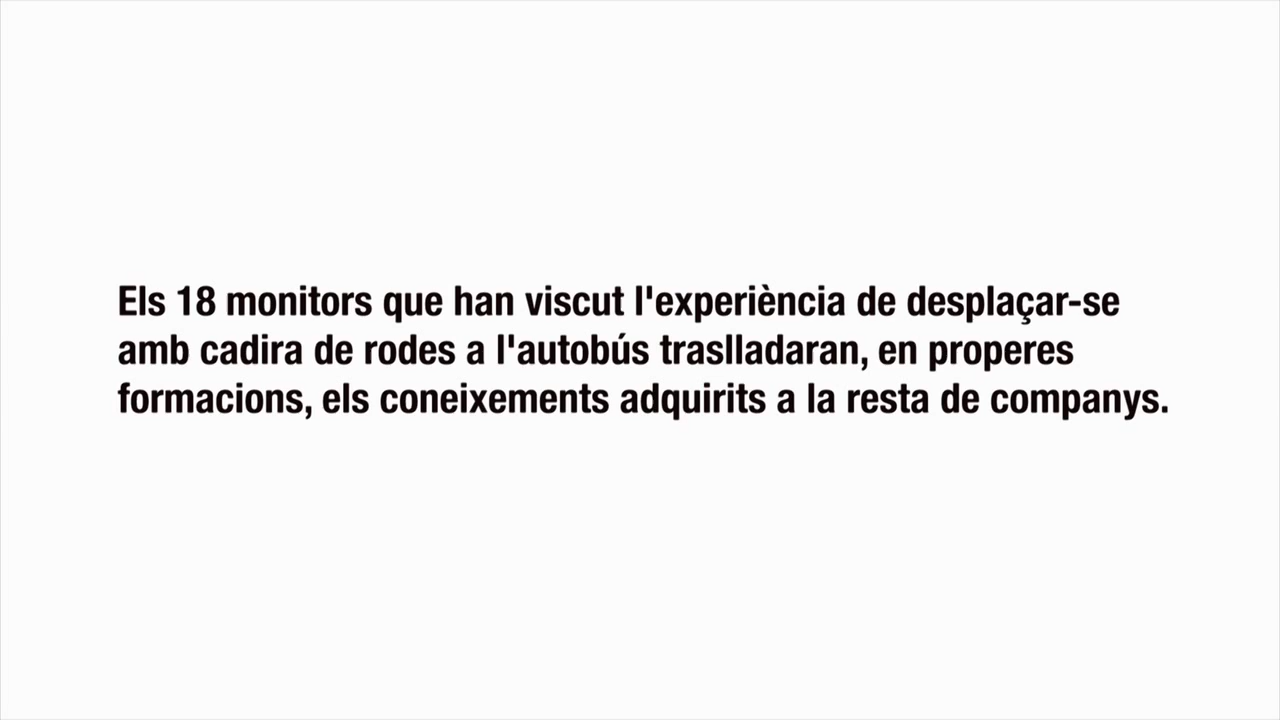 Els 18 monitors que han viscut l'experiència de desplaçar-se
amb cadira de rodes a l'autobús traslladaran, en properes
formacions, els coneixements adquirits a la resta de companys.